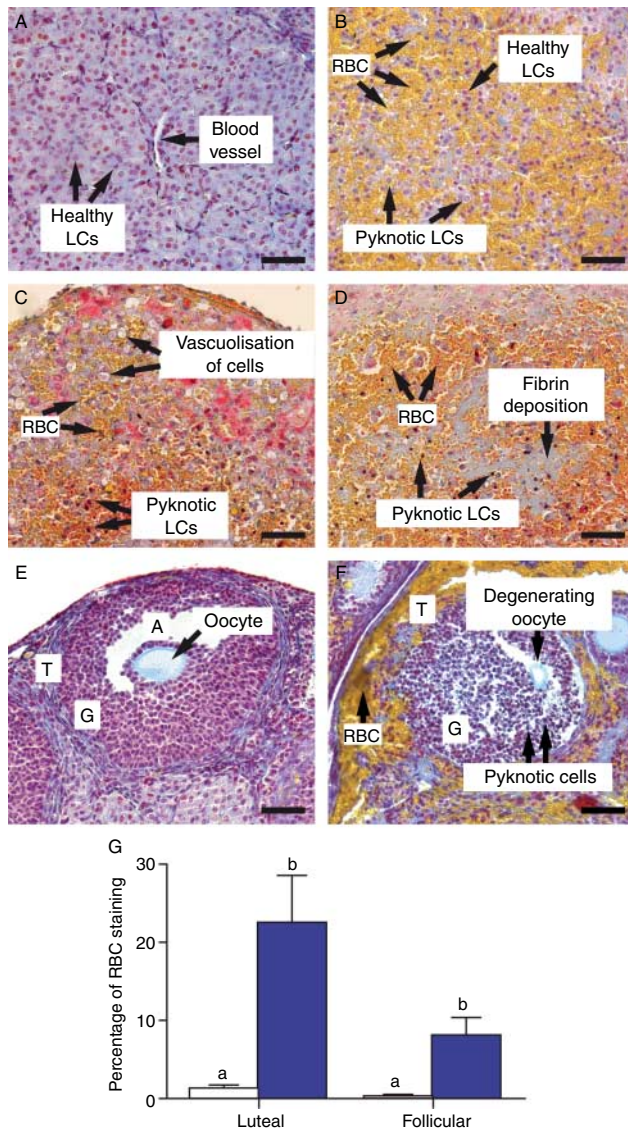 A
Blood
vessel
Healthy
LCs
B
RBC
Healthy
LCs
Pyknotic LCs
C
Vascuolisation
of cells
RBC
Pyknotic
LCs
D
RBC
Fibrin
deposition
Pyknotic LCs
E
A
Oocyte
T
G
F
T
Degenerating
oocyte
RBC
G
Pyknotic cells
G
Percentage of RBC staining
30
20
10
0
a
b
a
b
Luteal
Follicular